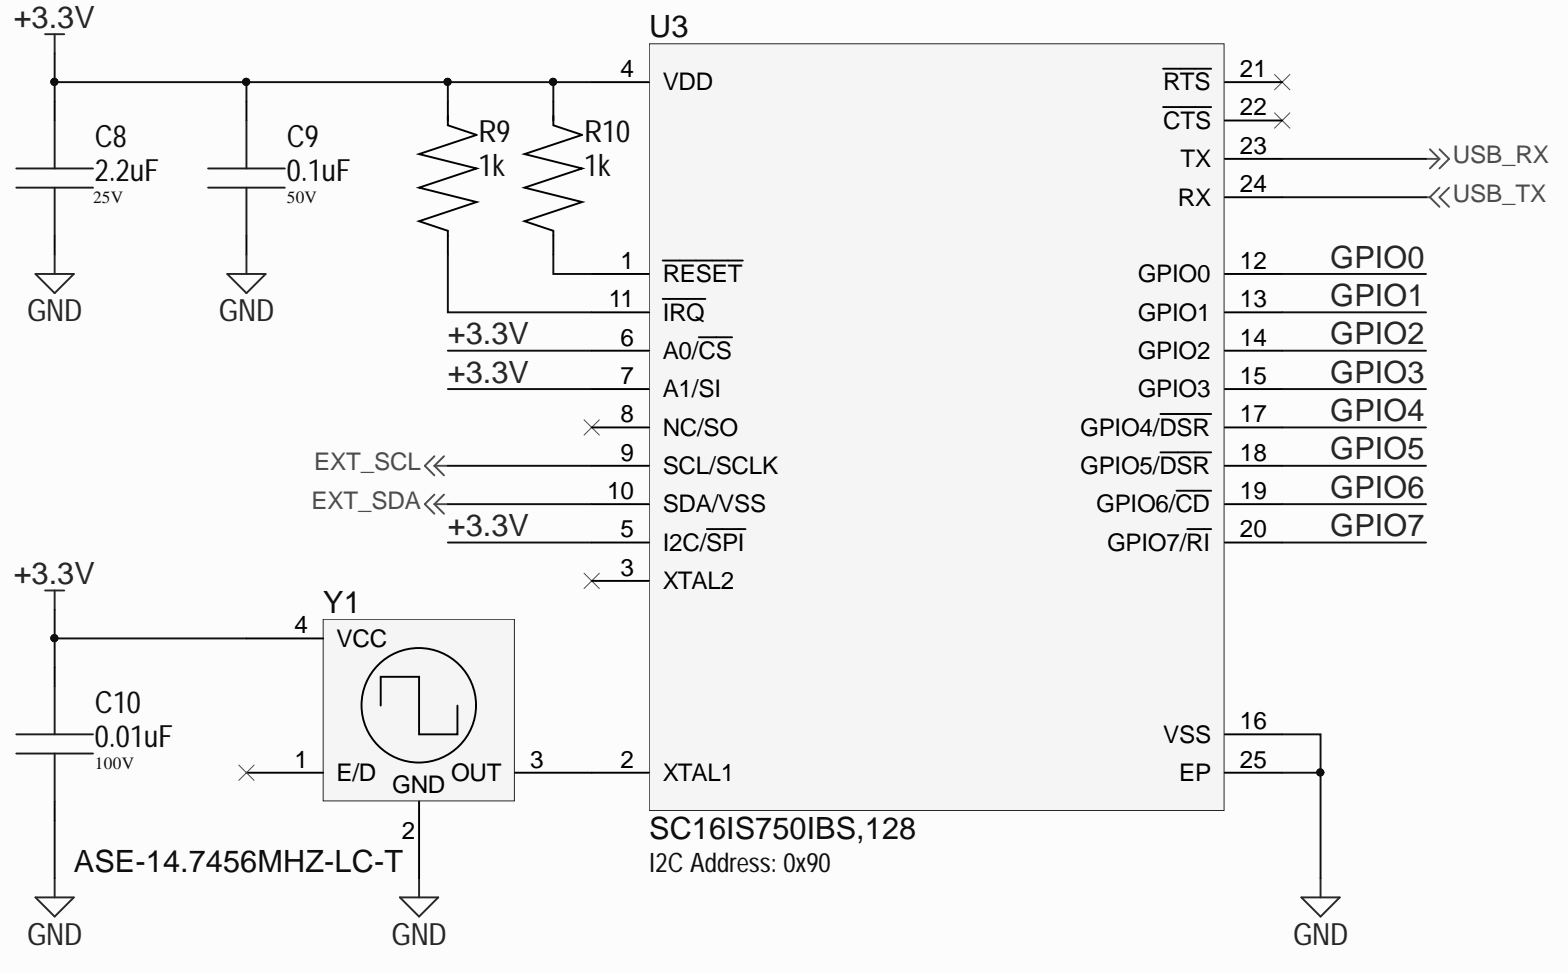 +3.3V
C8
2.2uF
25V
GND
C9
0.1uF
50V
GND
R9
1k
R10
1k
U3
4 VDD
1 RESET
11 IRQ
+3.3V 6 A0/CS
+3.3V 7 A1/SI
8 NC/SO
EXT_SCL 9 SCL/SCLK
EXT_SDA 10 SDA/VSS
+3.3V 5 I2C/SPI
3 XTAL2
2 XTAL1
RTS 21
CTS 22
TX 23 USB_RX
RX 24 USB_TX
GPIO0 12 GPIO0
GPIO1 13 GPIO1
GPIO2 14 GPIO2
GPIO3 15 GPIO3
GPIO4/DSR 17 GPIO4
GPIO5/DSR 18 GPIO5
GPIO6/CD 19 GPIO6
GPIO7/RI 20 GPIO7
VSS 16
EP 25
GND
SC16IS750IBS,128
I2C Address: 0x90
+3.3V
C10
0.01uF
100V
GND
Y1
4 VCC
1 E/D
GND
OUT 3
2
ASE-14.7456MHZ-LC-T
GND